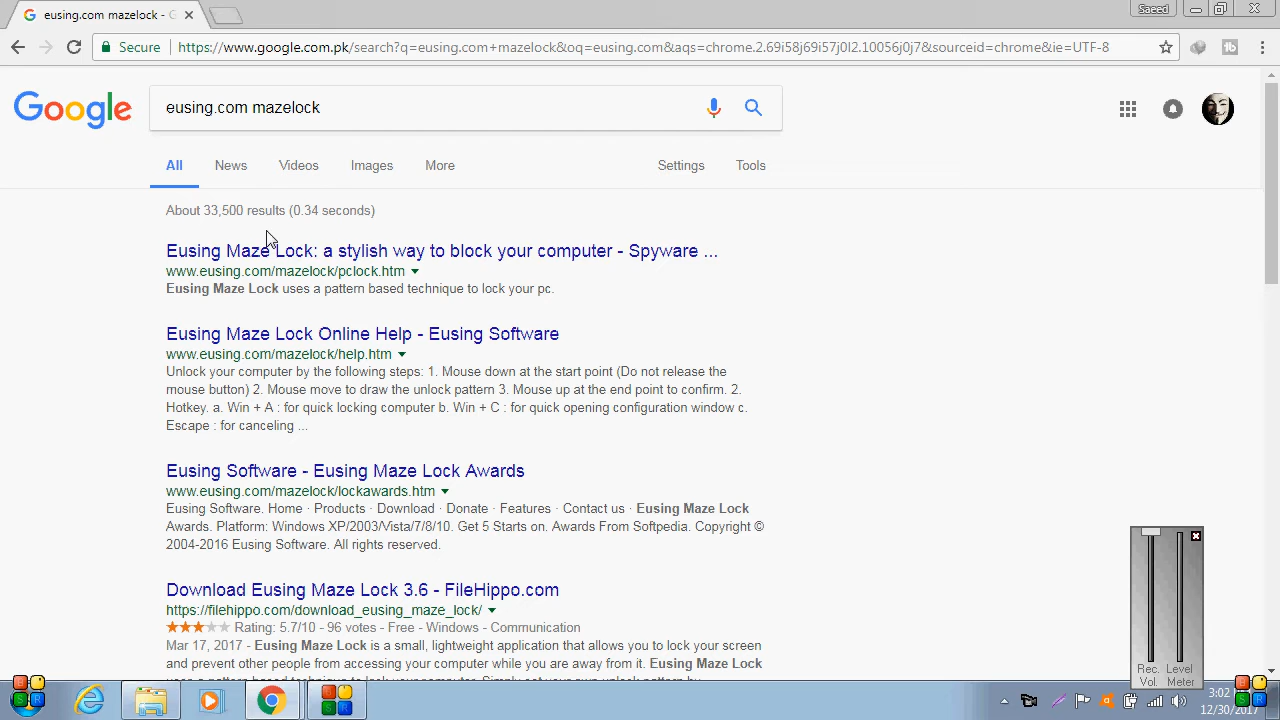 eusing.com mazelock - G
Saeed
Secure
https://www.google.com.pk/search?q=eusing.com+mazelock&oq=eusing.com&aqs=chrome.2.69i58j69i57j0l2.10056j0j7&sourceid=chrome&ie=UTF-8
Google
eusing.com mazelock
All News Videos Images More Settings Tools
About 33,500 results (0.34 seconds)
Eusing Maze Lock: a stylish way to block your computer - Spyware ...
www.eusing.com/mazelock/pclock.htm
Eusing Maze Lock uses a pattern based technique to lock your pc.
Eusing Maze Lock Online Help - Eusing Software
www.eusing.com/mazelock/help.htm
Unlock your computer by the following steps: 1. Mouse down at the start point (Do not release the
mouse button) 2. Mouse move to draw the unlock pattern 3. Mouse up at the end point to confirm. 2.
Hotkey. a. Win + A : for quick locking computer b. Win + C : for quick opening configuration window c.
Escape : for canceling ...
Eusing Software - Eusing Maze Lock Awards
www.eusing.com/mazelock/lockawards.htm
Eusing Software. Home · Products · Download · Donate · Features · Contact us · Eusing Maze Lock
Awards. Platform: Windows XP/2003/Vista/7/8/10. Get 5 Starts on. Awards From Softpedia. Copyright ©
2004-2016 Eusing Software. All rights reserved.
Download Eusing Maze Lock 3.6 - FileHippo.com
https://filehippo.com/download_eusing_maze_lock/
Rating: 5.7/10 - 96 votes - Free - Windows - Communication
Mar 17, 2017 - Eusing Maze Lock is a small, lightweight application that allows you to lock your screen
and prevent other people from accessing your computer while you are away from it. Eusing Maze Lock
Rec. Level
Vol. Meter
B
S R
B
S R
3:02
12/30/2017
B
S R